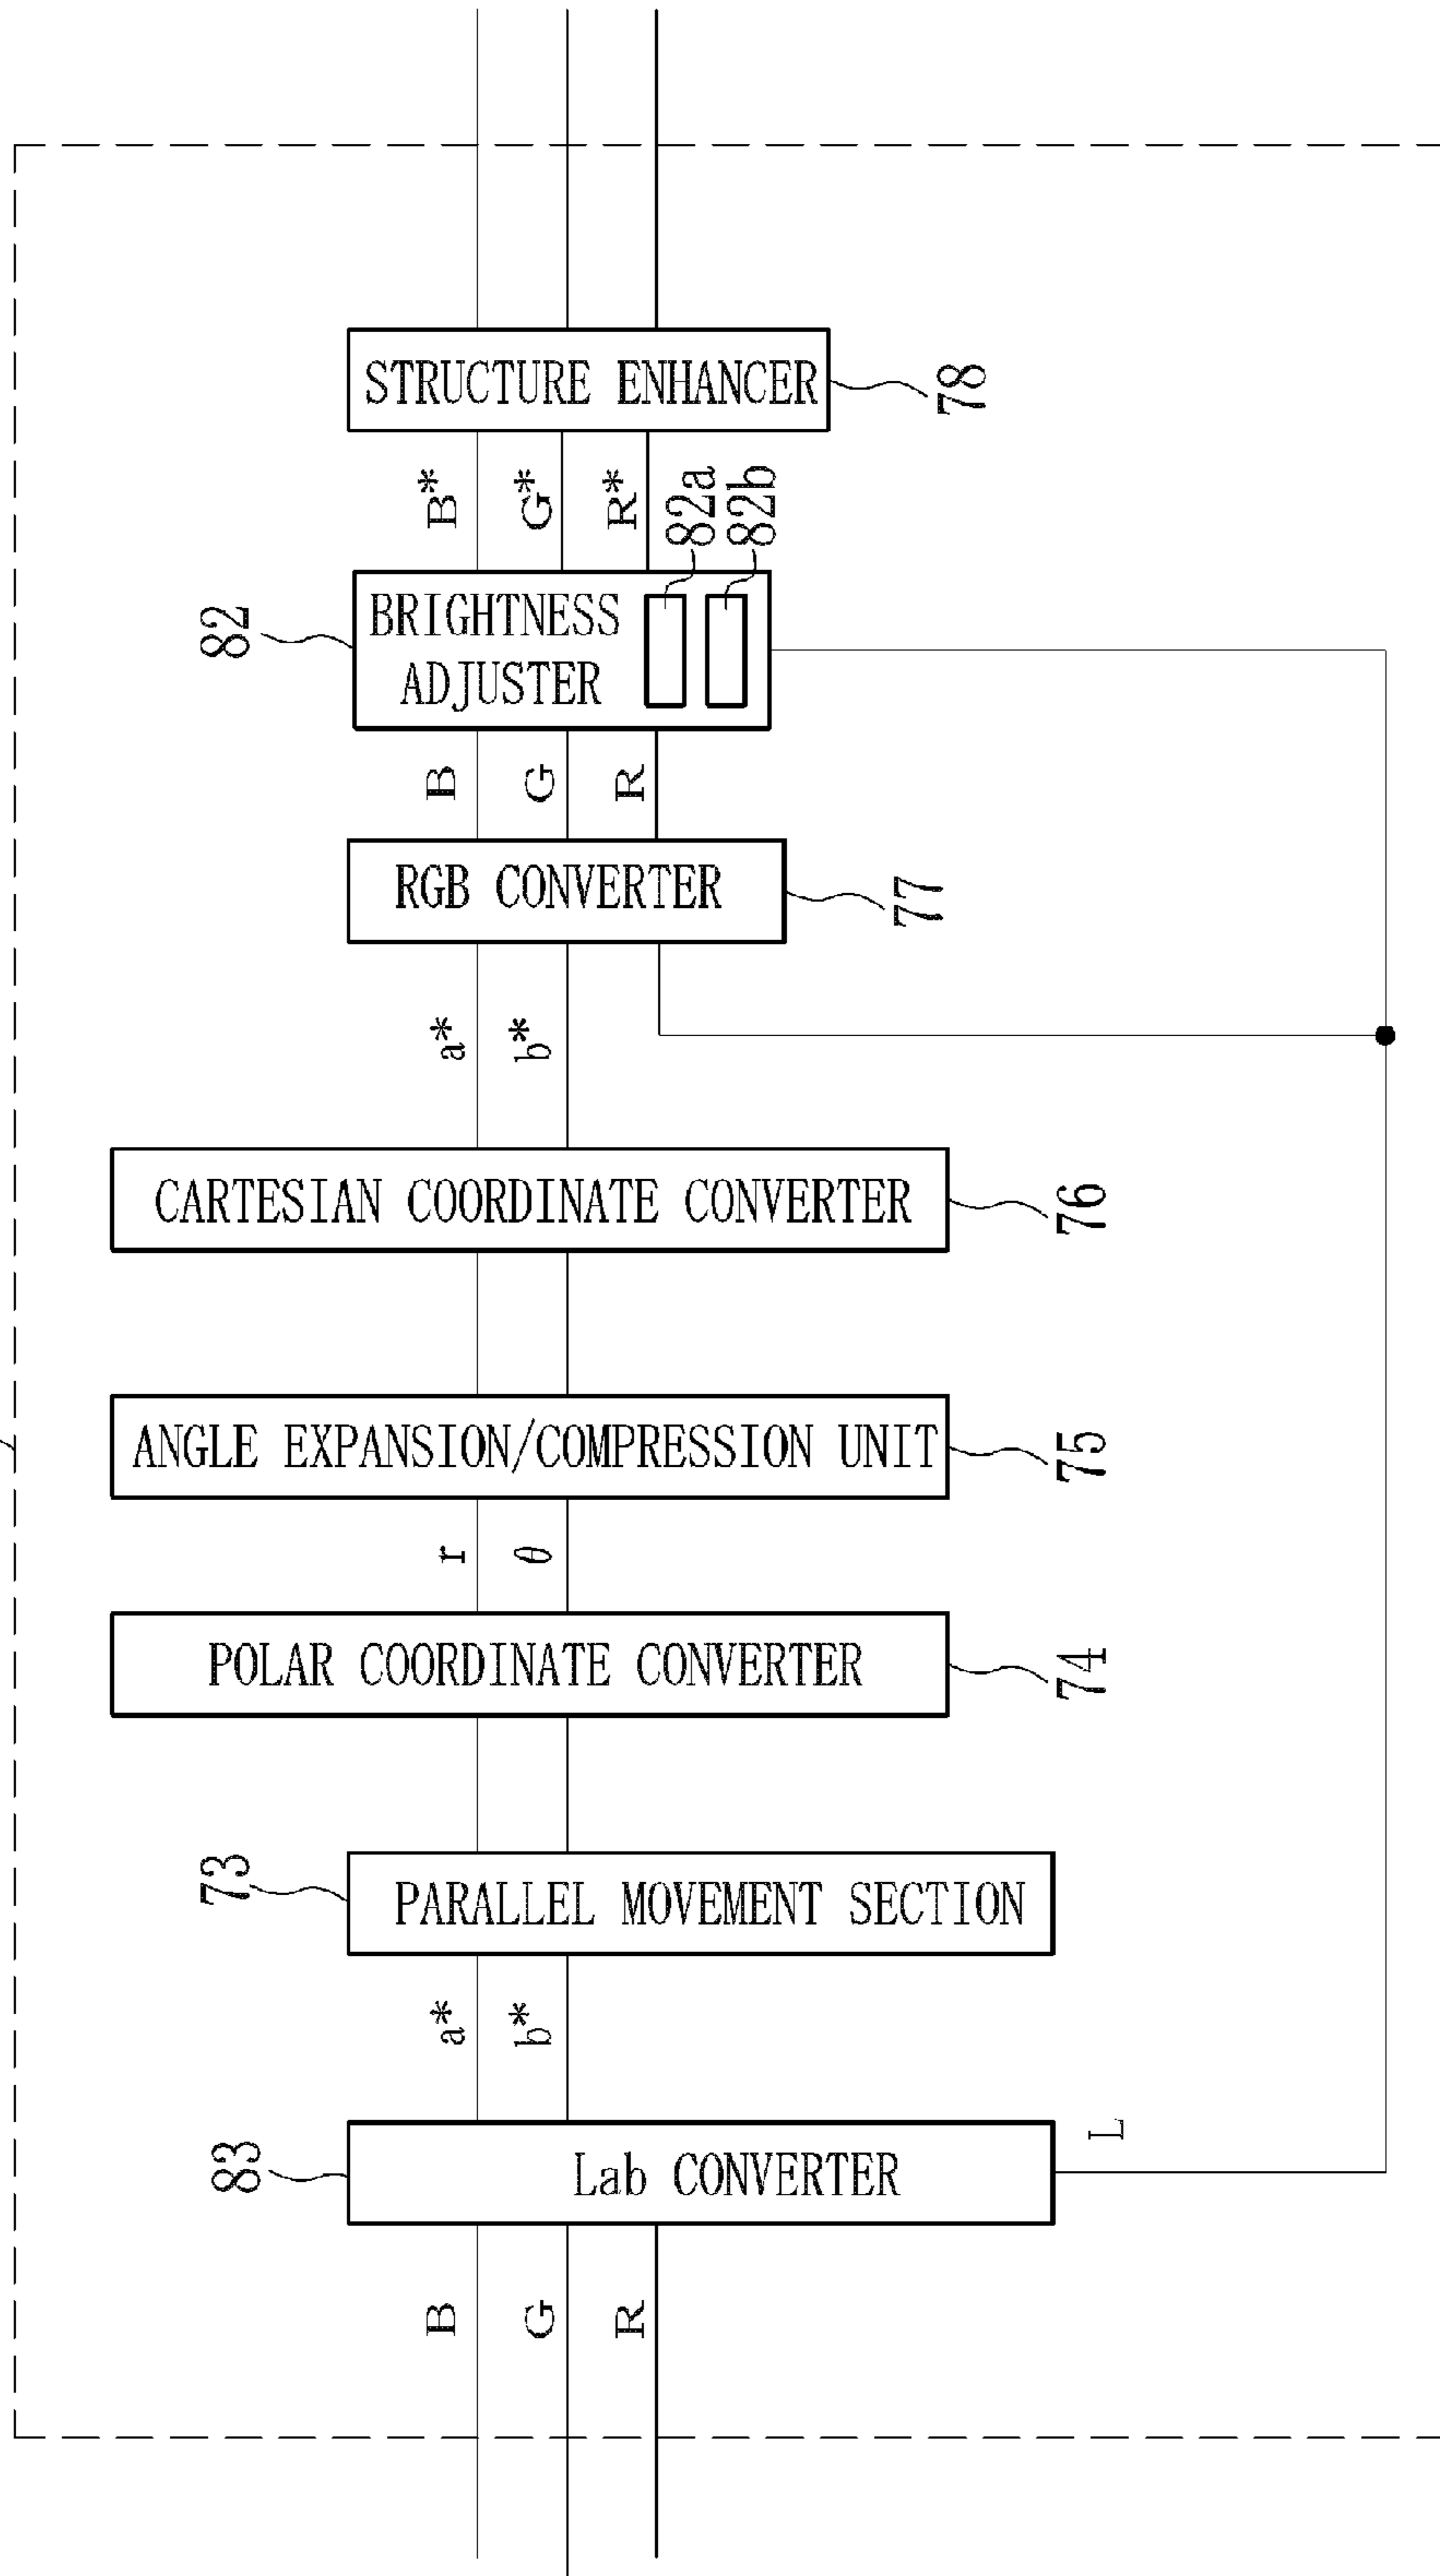 STRUCTURE ENHANCER
78
B*
G*
R*
82a
82b
82
BRIGHTNESS
ADJUSTER
B
G
R
RGB CONVERTER
77
a*
b*
CARTESIAN COORDINATE CONVERTER
76
ANGLE EXPANSION/COMPRESSION UNIT
75
r
θ
POLAR COORDINATE CONVERTER
74
73
PARALLEL MOVEMENT SECTION
a*
b*
L
83
Lab CONVERTER
B
G
R